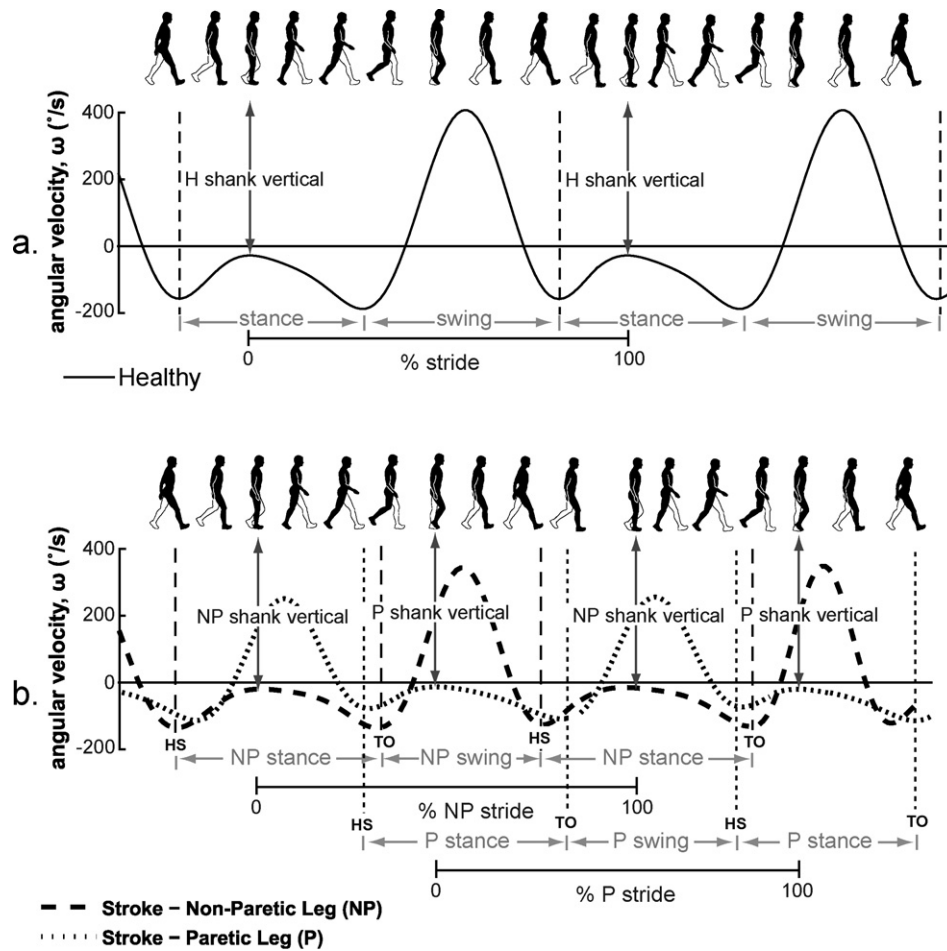 a.
angular velocity, ω (˚/s)
400
200
0
-200
H shank vertical
H shank vertical
stance
swing
stance
swing
0
100
% stride
Healthy
b.
angular velocity, ω (˚/s)
400
200
0
-200
NP shank vertical
P shank vertical
NP shank vertical
P shank vertical
HS
TO
HS
TO
NP stance
NP swing
NP stance
0
100
% NP stride
HS
TO
HS
TO
P stance
P swing
P stance
0
100
% P stride
Stroke – Non-Paretic Leg (NP)
Stroke – Paretic Leg (P)